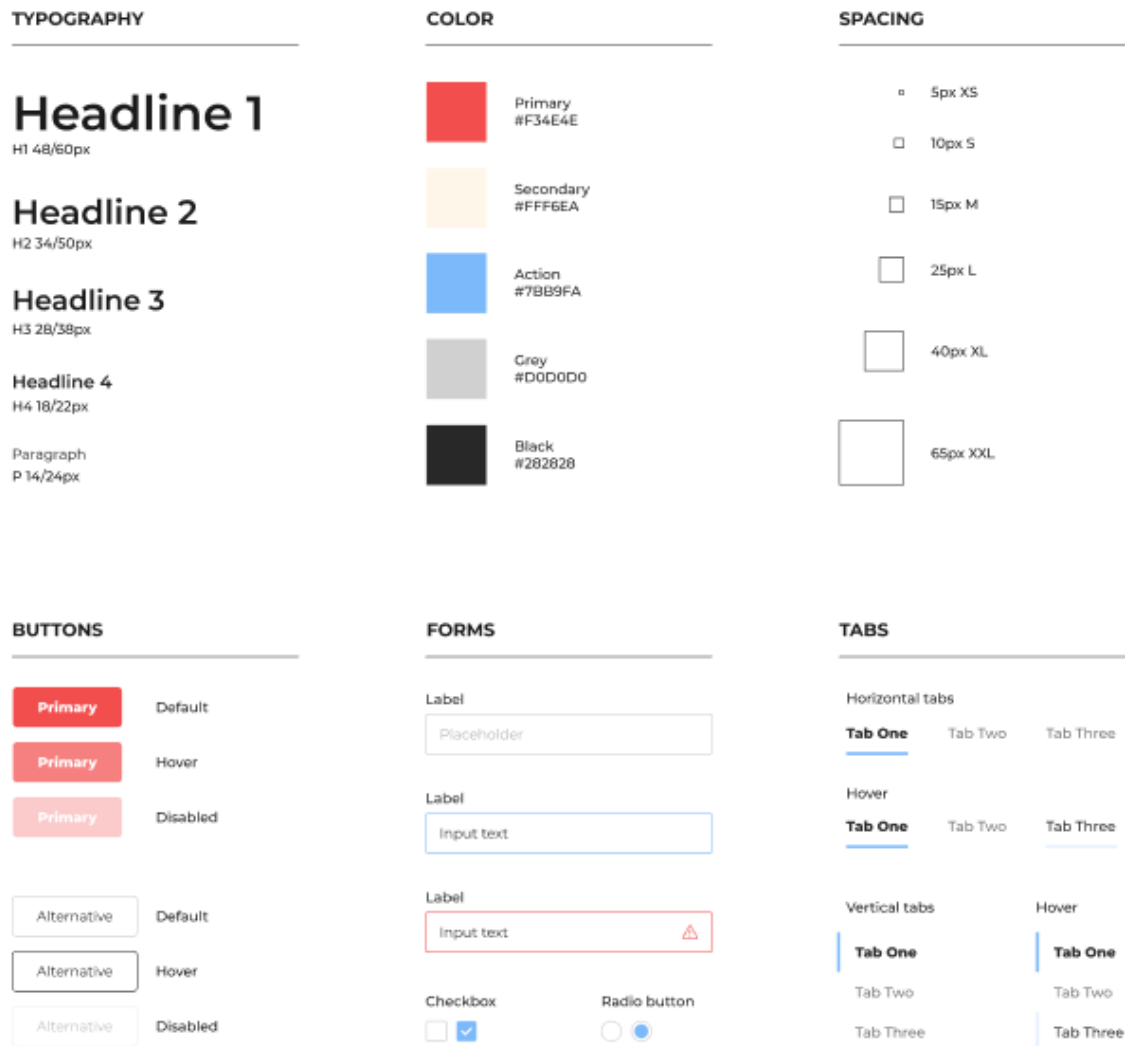 TYPOGRAPHY
Headline 1
H1 48/60px
Headline 2
H2 34/50px
Headline 3
H3 28/38px
Headline 4
H4 18/22px
Paragraph
P 14/24px
COLOR
Primary
#F34E4E
Secondary
#FFF6EA
Action
#7BB9FA
Grey
#D0D0D0
Black
#282828
SPACING
5px XS
10px S
15px M
25px L
40px XL
65px XXL
BUTTONS
Primary Default
Primary Hover
Primary Disabled
Alternative Default
Alternative Hover
Alternative Disabled
FORMS
Label
Placeholder
Label
Input text
Label
Input text
Checkbox Radio button
TABS
Horizontal tabs
Tab One Tab Two Tab Three
Hover
Tab One Tab Two Tab Three
Vertical tabs
Tab One
Tab Two
Tab Three
Hover
Tab One
Tab Two
Tab Three